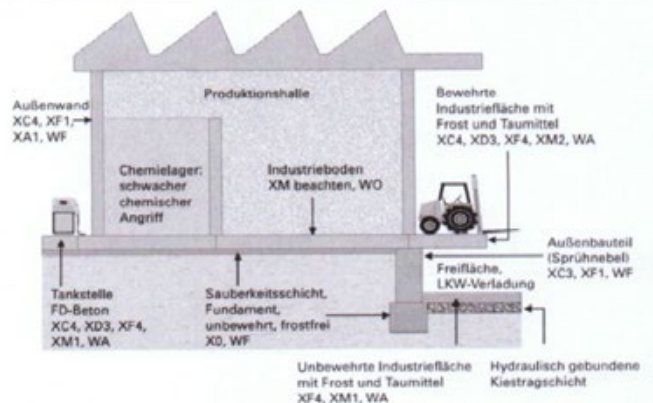 Produktionshalle
Außenwand
XC4, XF1,
XA1, WF
Bewehrte
Industriefläche mit
Frost und Taumittel
XC4, XD3, XF4, XM2, WA
Chemielager:
schwacher
chemischer
Angriff
Industrieboden
XM beachten, WO
Außenbauteil
(Sprühnebel)
XC3, XF1, WF
Freifläche,
LKW-Verladung
Tankstelle
FD-Beton
XC4, XD3, XF4,
XM1, WA
Sauberkeitsschicht,
Fundament,
unbewehrt, frostfrei
X0, WF
Unbewehrte Industriefläche
mit Frost und Taumittel
XF4, XM1, WA
Hydraulisch gebundene
Kiestragschicht